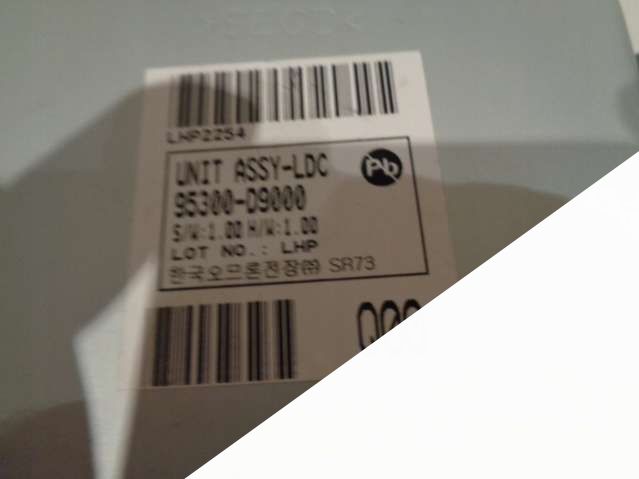 LHP2254
UNIT ASSY-LDC
Pb
95300-D9000
S/W:1.00 H/W:1.00
LOT NO.: LHP
한국오므론전장㈜ SR73